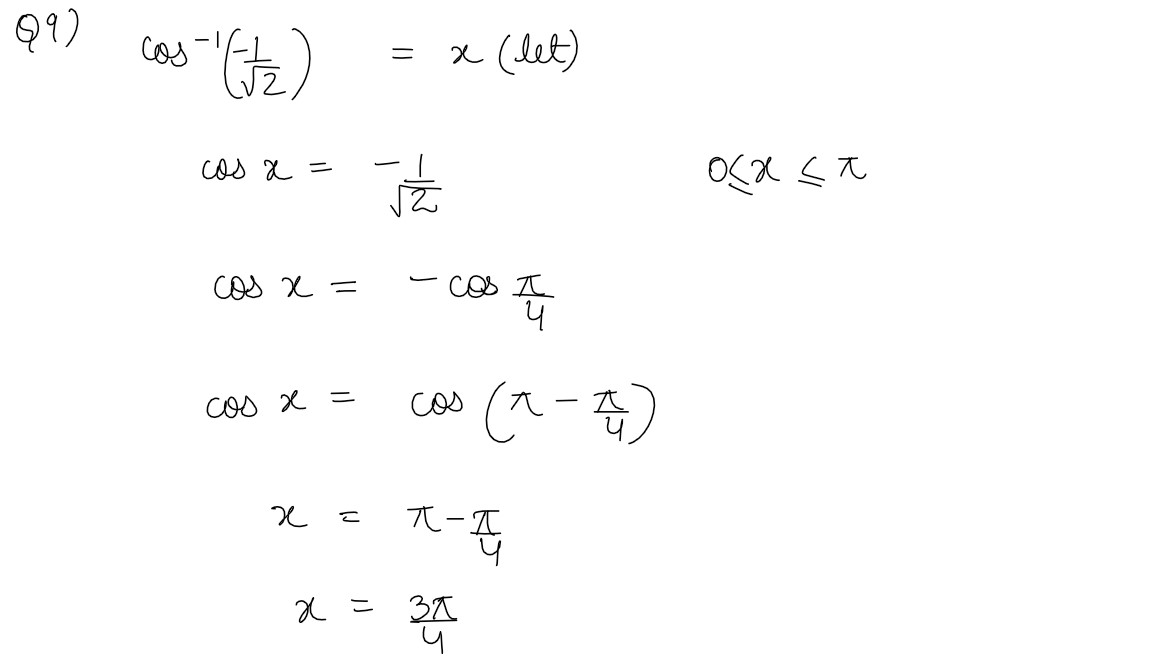 Q9) cos⁻¹(-1/√2) = x (let)
cos x = -1/√2 0≤x ≤ π
cos x = - cos π/4
cos x = cos (π - π/4)
x = π - π/4
x = 3π/4